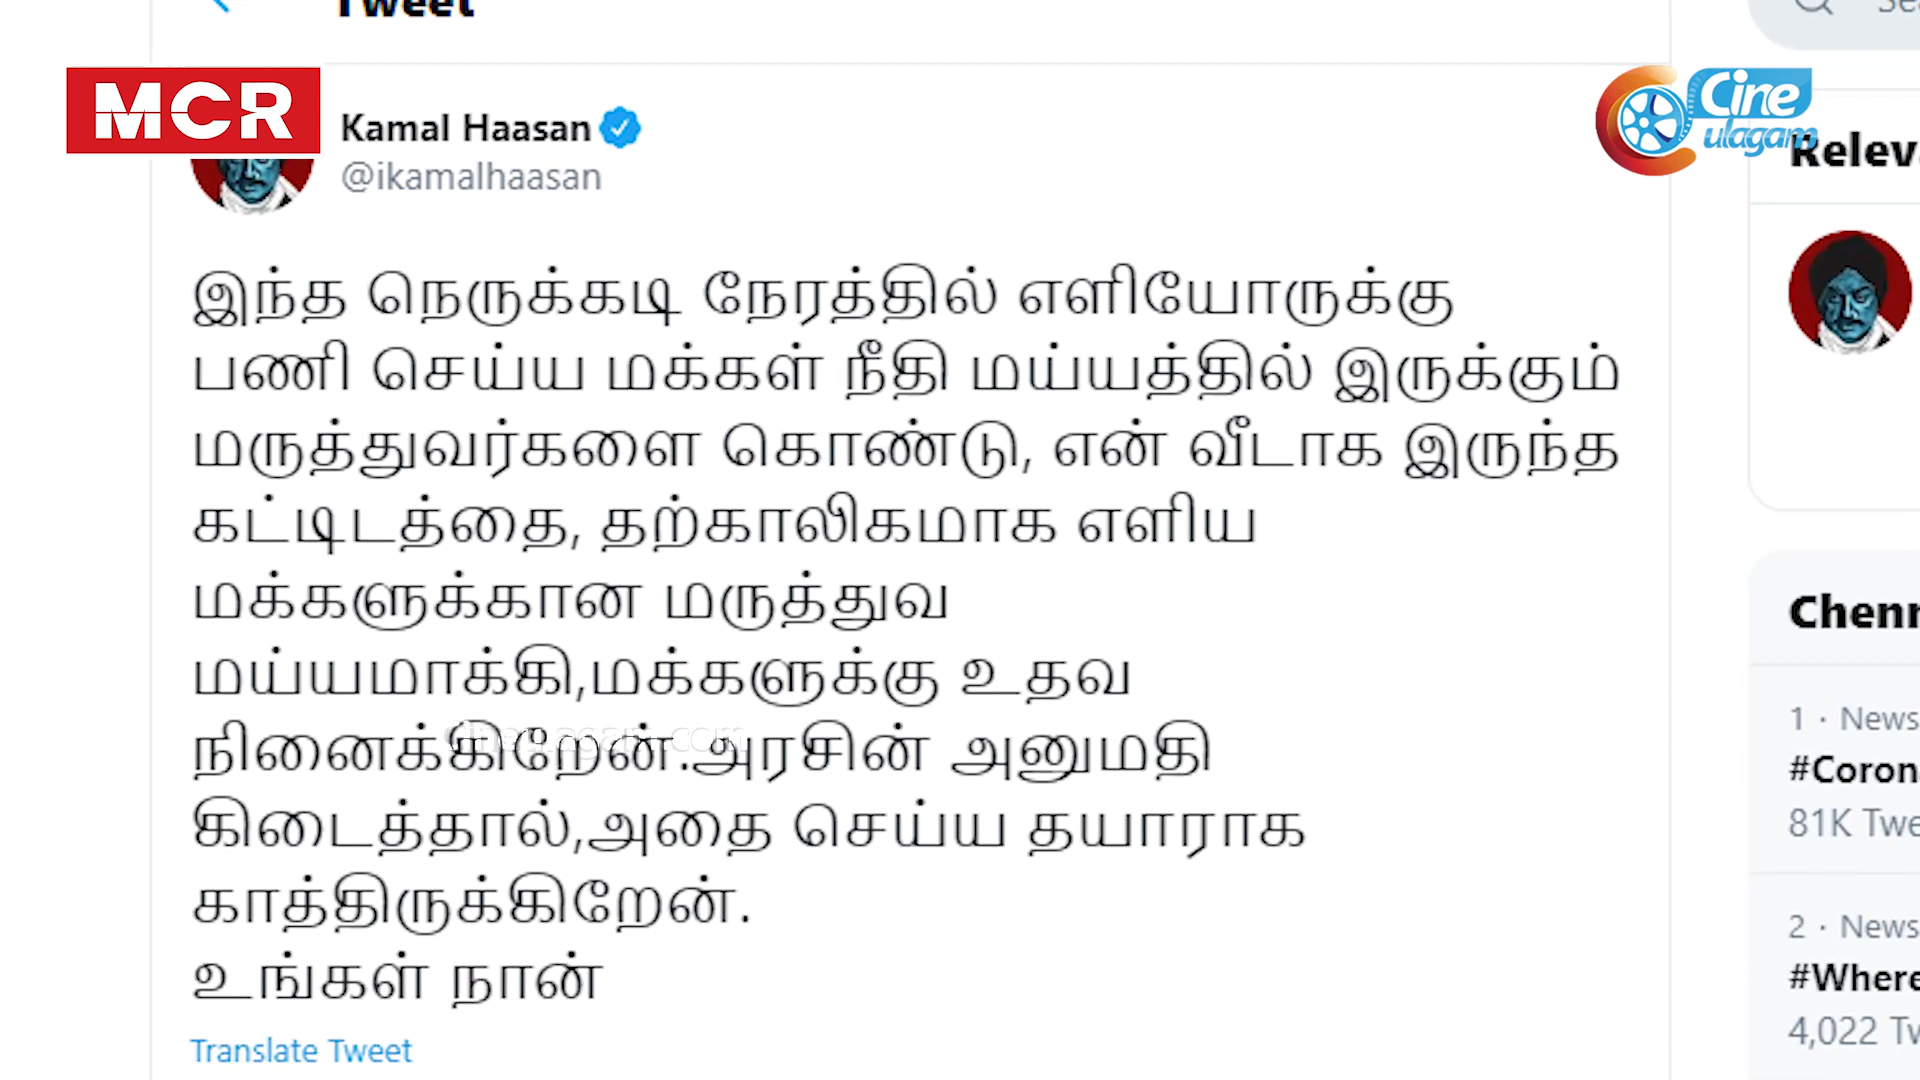 Tweet
MCR
Cine
ulagam
Kamal Haasan
@ikamalhaasan
இந்த நெருக்கடி நேரத்தில் எளியோருக்கு
பணி செய்ய மக்கள் நீதி மய்யத்தில் இருக்கும்
மருத்துவர்களை கொண்டு, என் வீடாக இருந்த
கட்டிடத்தை, தற்காலிகமாக எளிய
மக்களுக்கான மருத்துவ
மய்யமாக்கி,மக்களுக்கு உதவ
நினைக்கிறேன்.அரசின் அனுமதி
கிடைத்தால்,அதை செய்ய தயாராக
காத்திருக்கிறேன்.
உங்கள் நான்
Translate Tweet
cineulagam.com
Relev
Chenn
1 · News
#Coron
81K Twe
2 · News
#Where
4,022 Tw